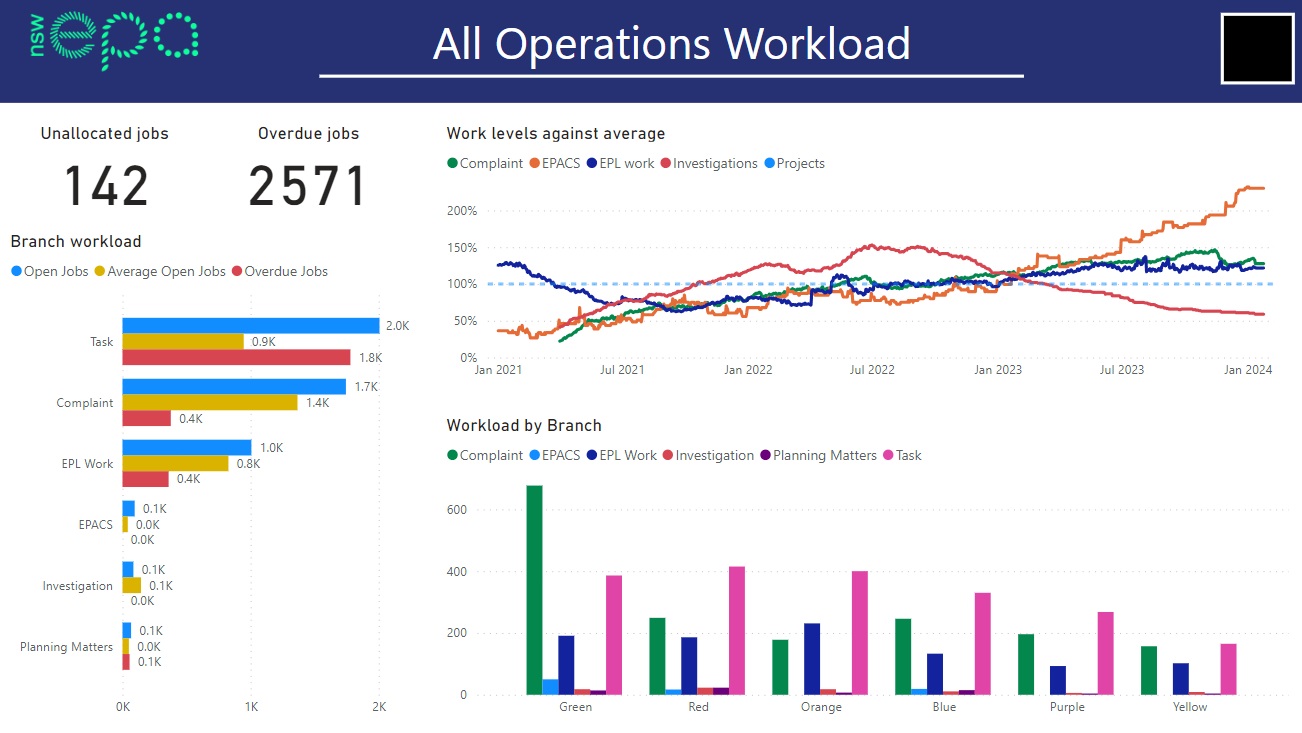 nsw epa
All Operations Workload
Unallocated jobs
142
Overdue jobs
2571
Branch workload
Open Jobs Average Open Jobs Overdue Jobs
Task
2.0K
0.9K
1.8K
Complaint
1.7K
1.4K
0.4K
EPL Work
1.0K
0.8K
0.4K
EPACS
0.1K
0.0K
0.0K
Investigation
0.1K
0.1K
0.0K
Planning Matters
0.1K
0.0K
0.1K
0K 1K 2K
Work levels against average
Complaint EPACS EPL work Investigations Projects
200%
150%
100%
50%
0%
Jan 2021 Jul 2021 Jan 2022 Jul 2022 Jan 2023 Jul 2023 Jan 2024
Workload by Branch
Complaint EPACS EPL Work Investigation Planning Matters Task
600
400
200
0
Green Red Orange Blue Purple Yellow